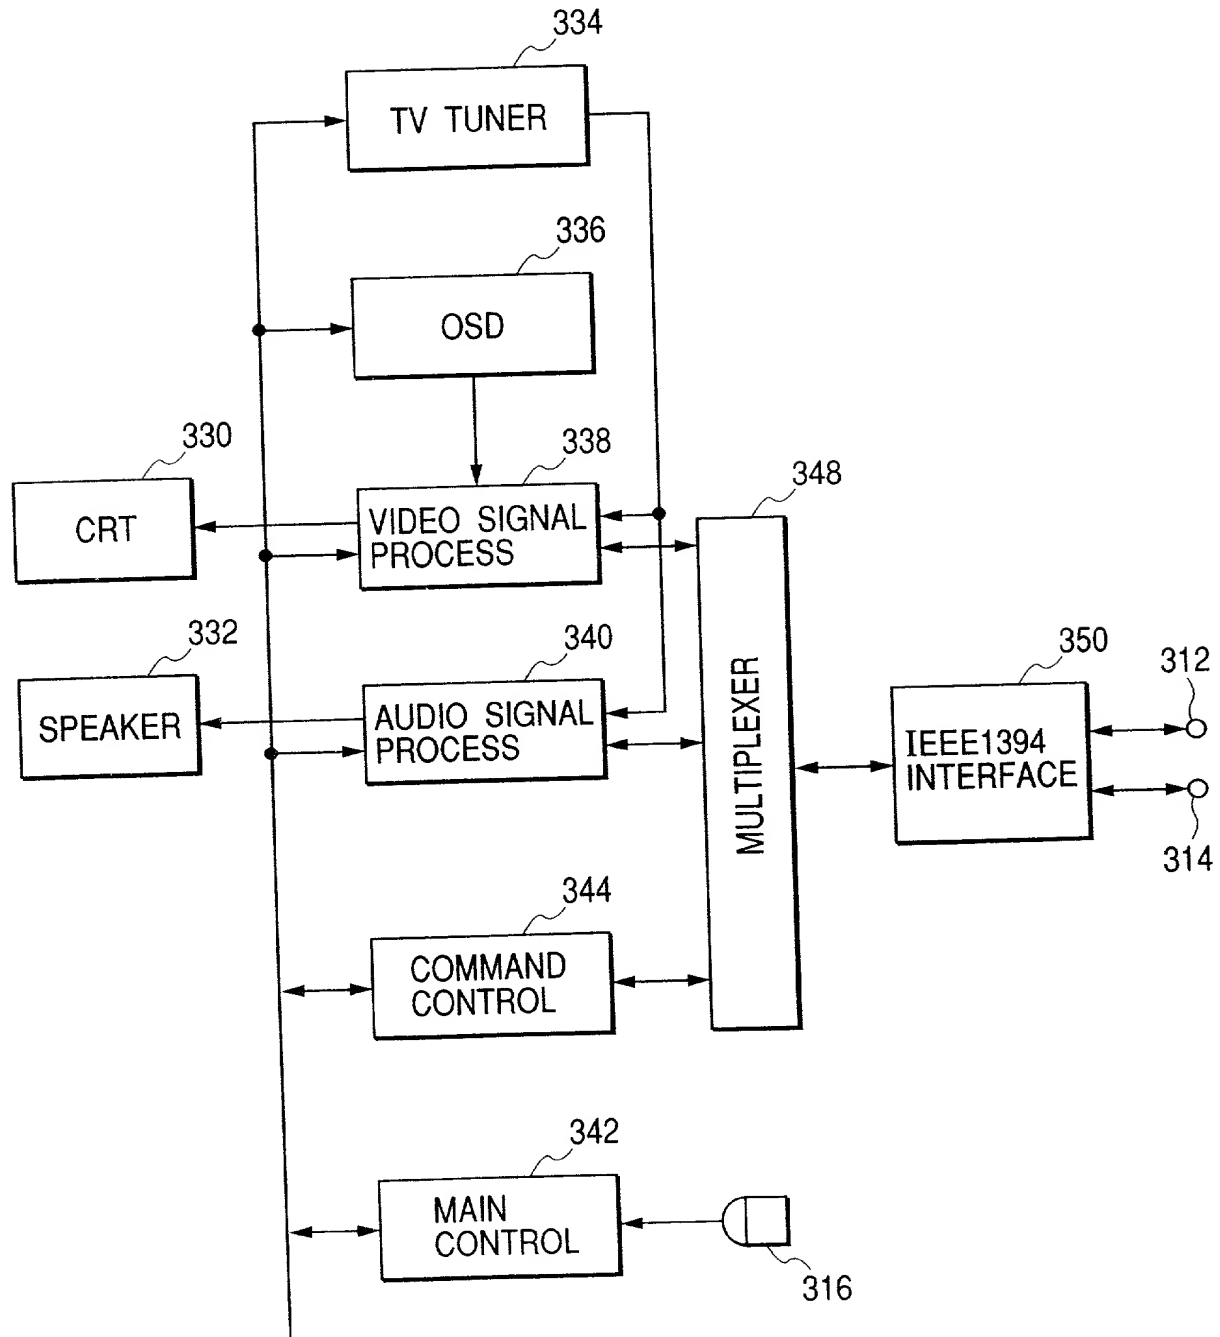 334
TV TUNER
336
OSD
330
CRT
338
VIDEO SIGNAL
PROCESS
348
MULTIPLEXER
332
SPEAKER
340
AUDIO SIGNAL
PROCESS
350
IEEE1394
INTERFACE
312
314
344
COMMAND
CONTROL
342
MAIN
CONTROL
316